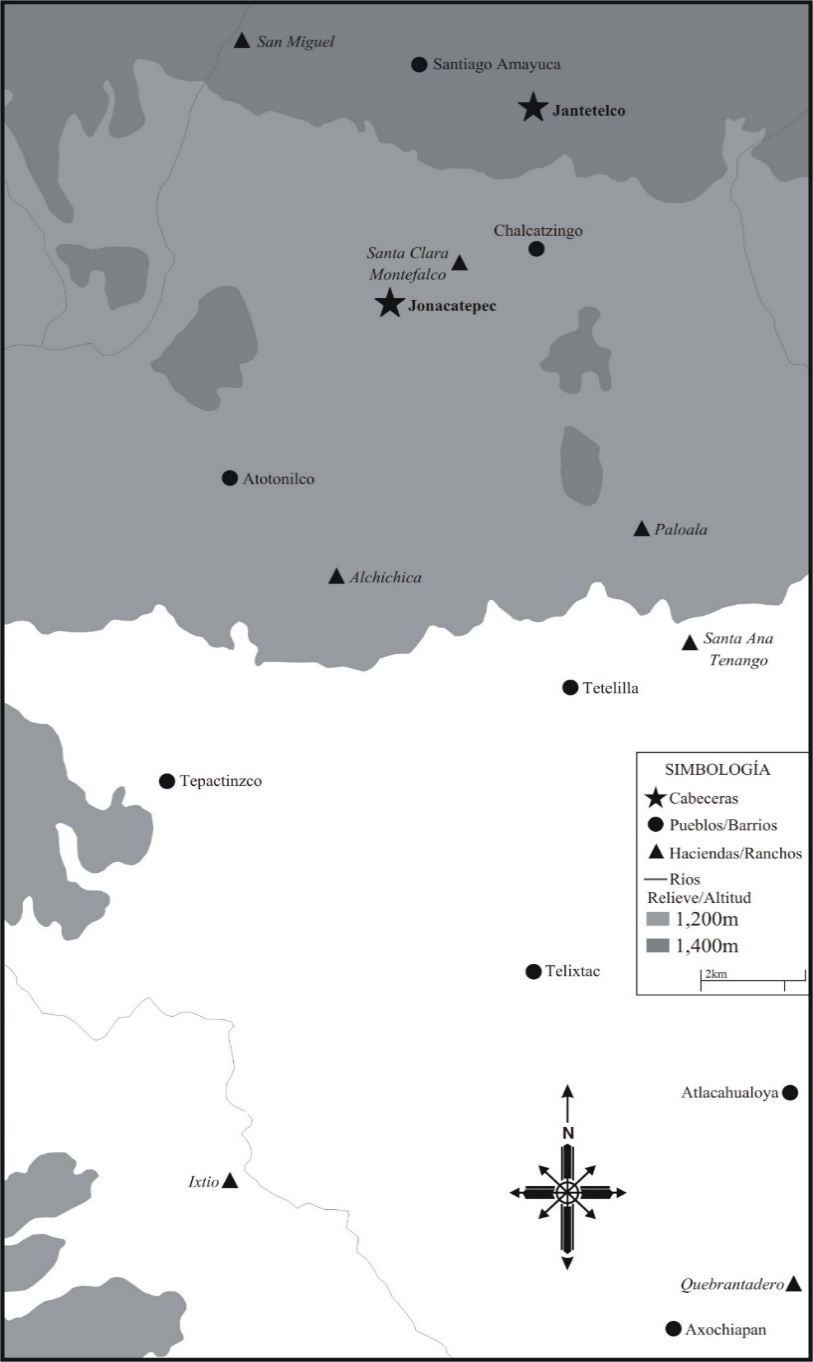 San Miguel
Santiago Amayuca
Jantetelco
Chalcatzingo
Santa Clara
Montefalco
Jonacatepec
Atotonilco
Paloala
Alchichica
Santa Ana
Tenango
Tetelilla
Tepactinzco
SIMBOLOGÍA
Cabeceras
Pueblos/Barrios
Haciendas/Ranchos
Ríos
Relieve/Altitud
1,200m
1,400m
2km
Telixtac
Atlacahualoya
N
Ixtio
Quebrantadero
Axochiapan